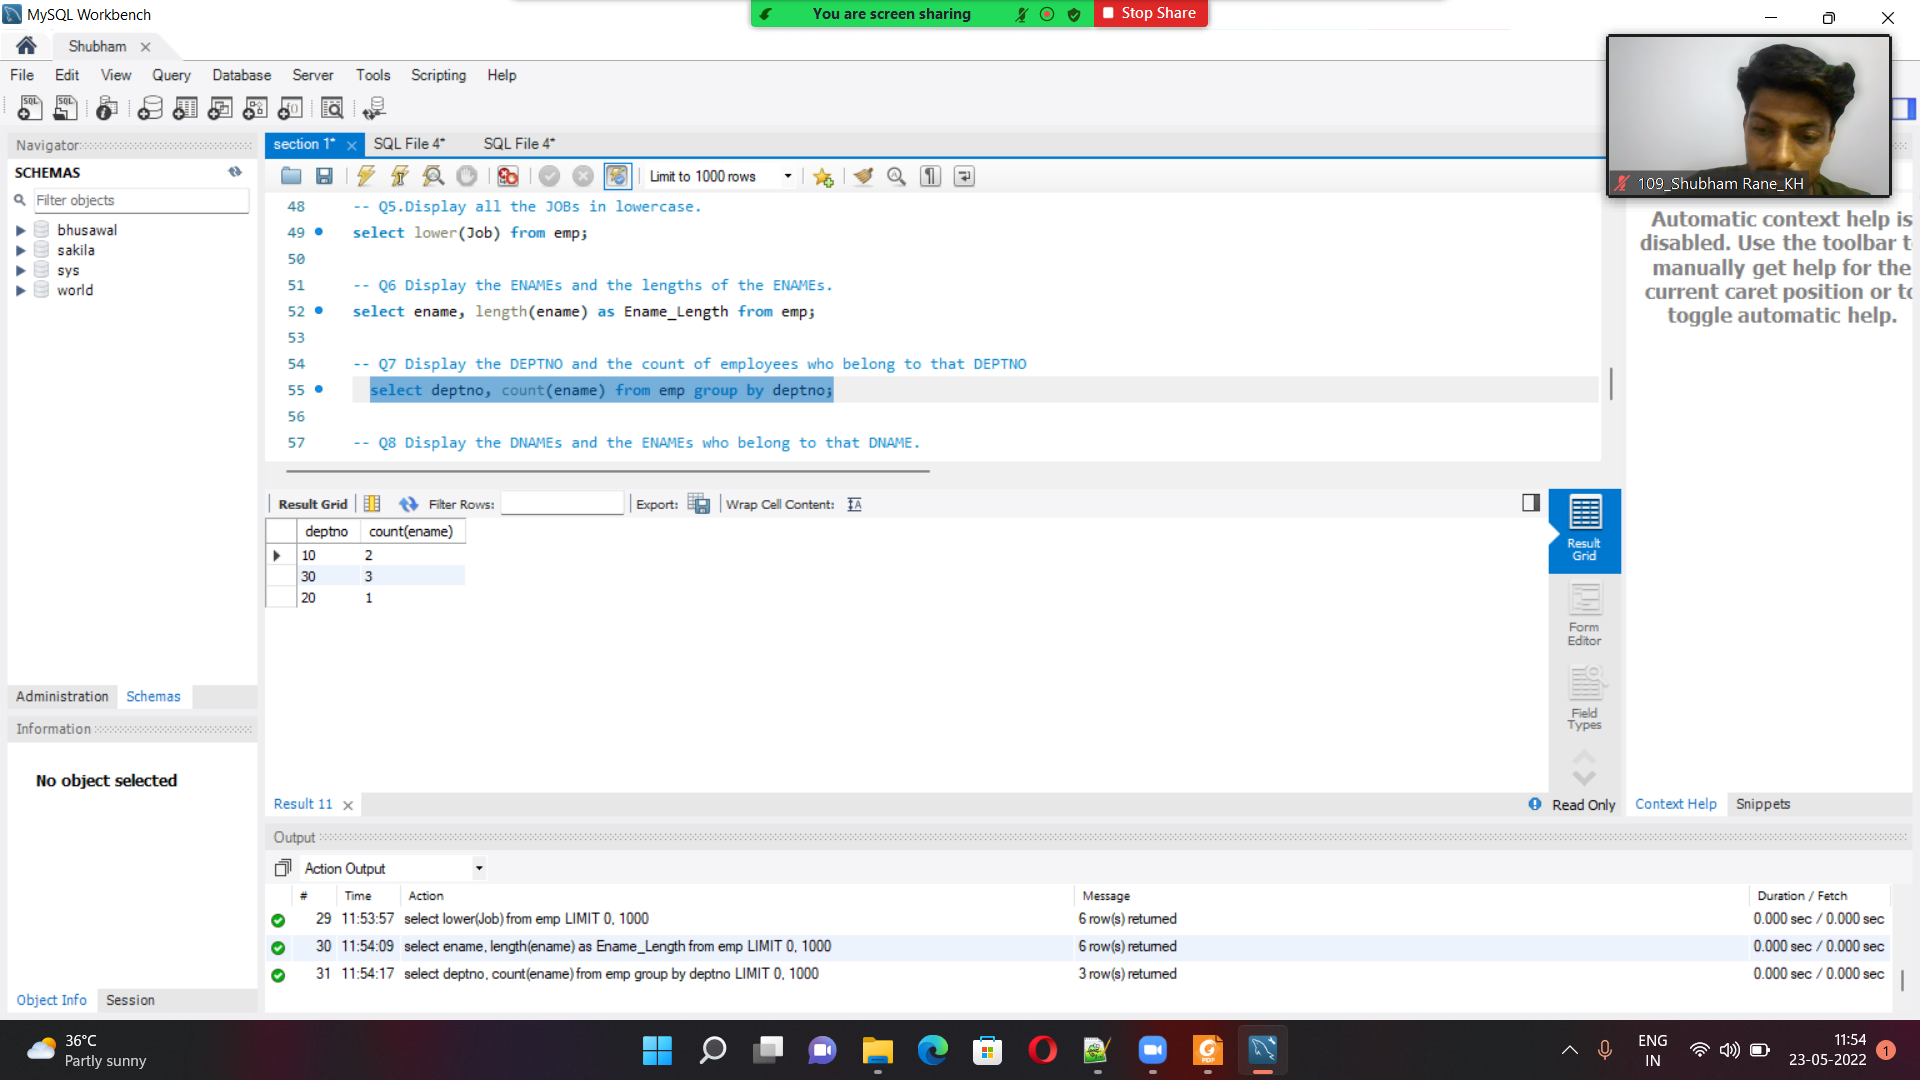 MySQL Workbench
You are screen sharing
Stop Share
Shubham
File Edit View Query Database Server Tools Scripting Help
Navigator
SCHEMAS
Filter objects
bhusawal
sakila
sys
world
Administration Schemas
Information
No object selected
Object Info Session
section 1* SQL File 4* SQL File 4*
Limit to 1000 rows
48 -- Q5.Display all the JOBs in lowercase.
49 select lower(Job) from emp;
50
51 -- Q6 Display the ENAMEs and the lengths of the ENAMEs.
52 select ename, length(ename) as Ename_Length from emp;
53
54 -- Q7 Display the DEPTNO and the count of employees who belong to that DEPTNO
55 select deptno, count(ename) from emp group by deptno;
56
57 -- Q8 Display the DNAMEs and the ENAMEs who belong to that DNAME.
Result Grid Filter Rows: Export: Wrap Cell Content:
deptno count(ename)
10 2
30 3
20 1
Result
Grid
Form
Editor
Field
Types
Result 11
Read Only
109_Shubham Rane_KH
Automatic context help is
disabled. Use the toolbar t
manually get help for the
current caret position or to
toggle automatic help.
Context Help Snippets
Output
Action Output
# Time Action Message Duration / Fetch
29 11:53:57 select lower(Job) from emp LIMIT 0, 1000 6 row(s) returned 0.000 sec / 0.000 sec
30 11:54:09 select ename, length(ename) as Ename_Length from emp LIMIT 0, 1000 6 row(s) returned 0.000 sec / 0.000 sec
31 11:54:17 select deptno, count(ename) from emp group by deptno LIMIT 0, 1000 3 row(s) returned 0.000 sec / 0.000 sec
36°C
Partly sunny
ENG
IN
11:54
23-05-2022
1